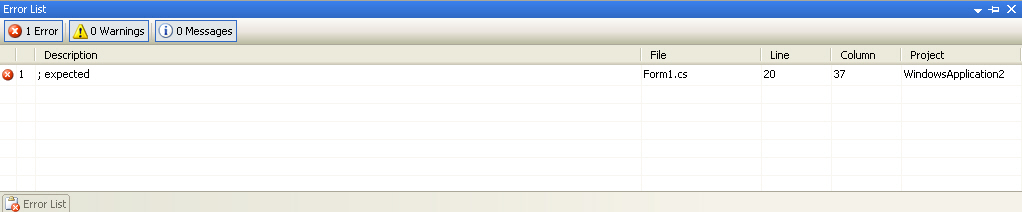 Error List
1 Error 0 Warnings 0 Messages
Description File Line Column Project
1 ; expected Form1.cs 20 37 WindowsApplication2
Error List